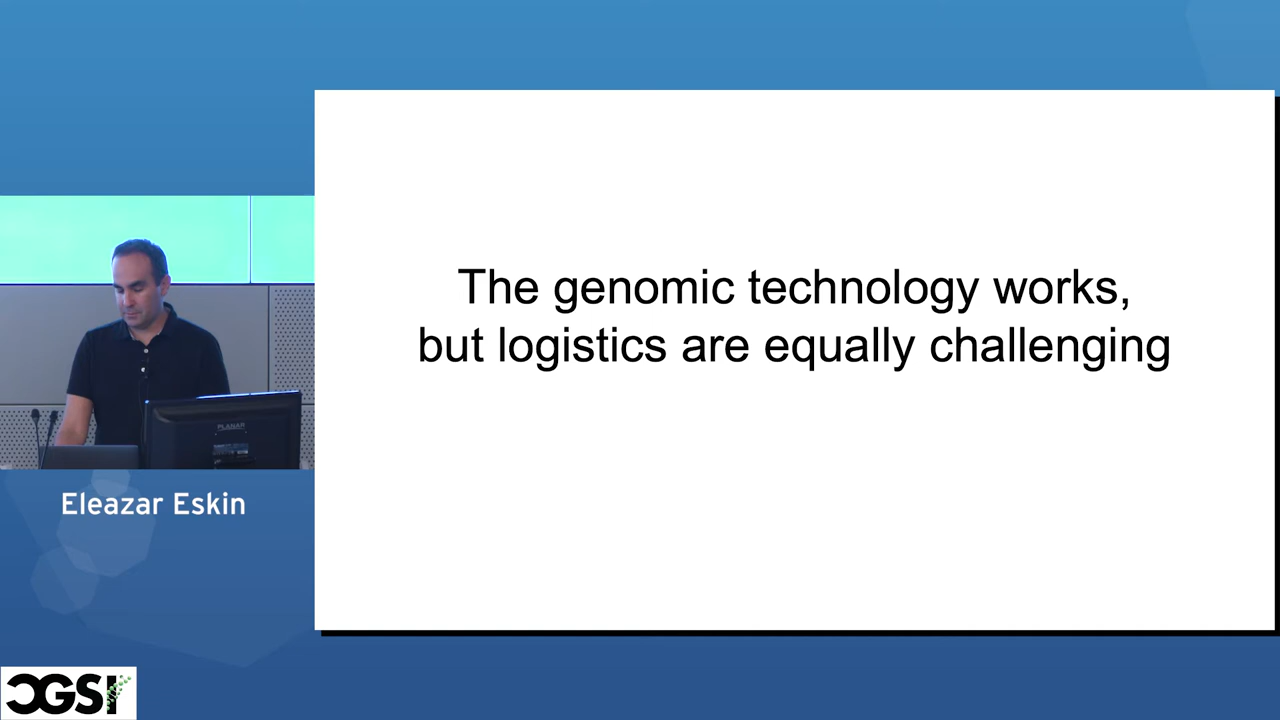 The genomic technology works,
but logistics are equally challenging
PLANAR
Eleazar Eskin
CGSI